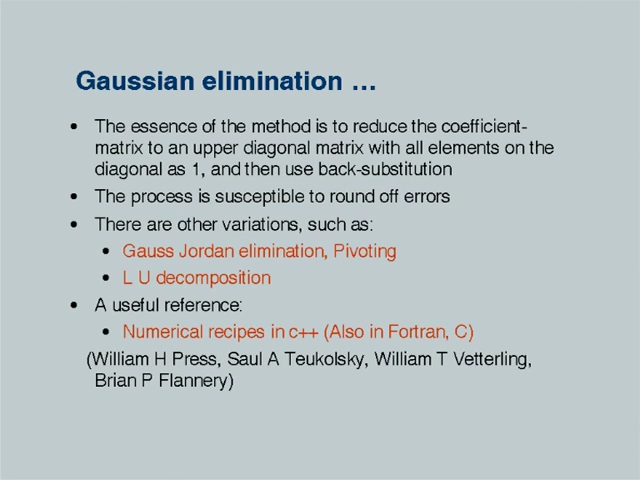 Gaussian elimination …
• The essence of the method is to reduce the coefficient-
matrix to an upper diagonal matrix with all elements on the
diagonal as 1, and then use back-substitution
• The process is susceptible to round off errors
• There are other variations, such as:
• Gauss Jordan elimination, Pivoting
• L U decomposition
• A useful reference:
• Numerical recipes in c++ (Also in Fortran, C)
(William H Press, Saul A Teukolsky, William T Vetterling,
Brian P Flannery)